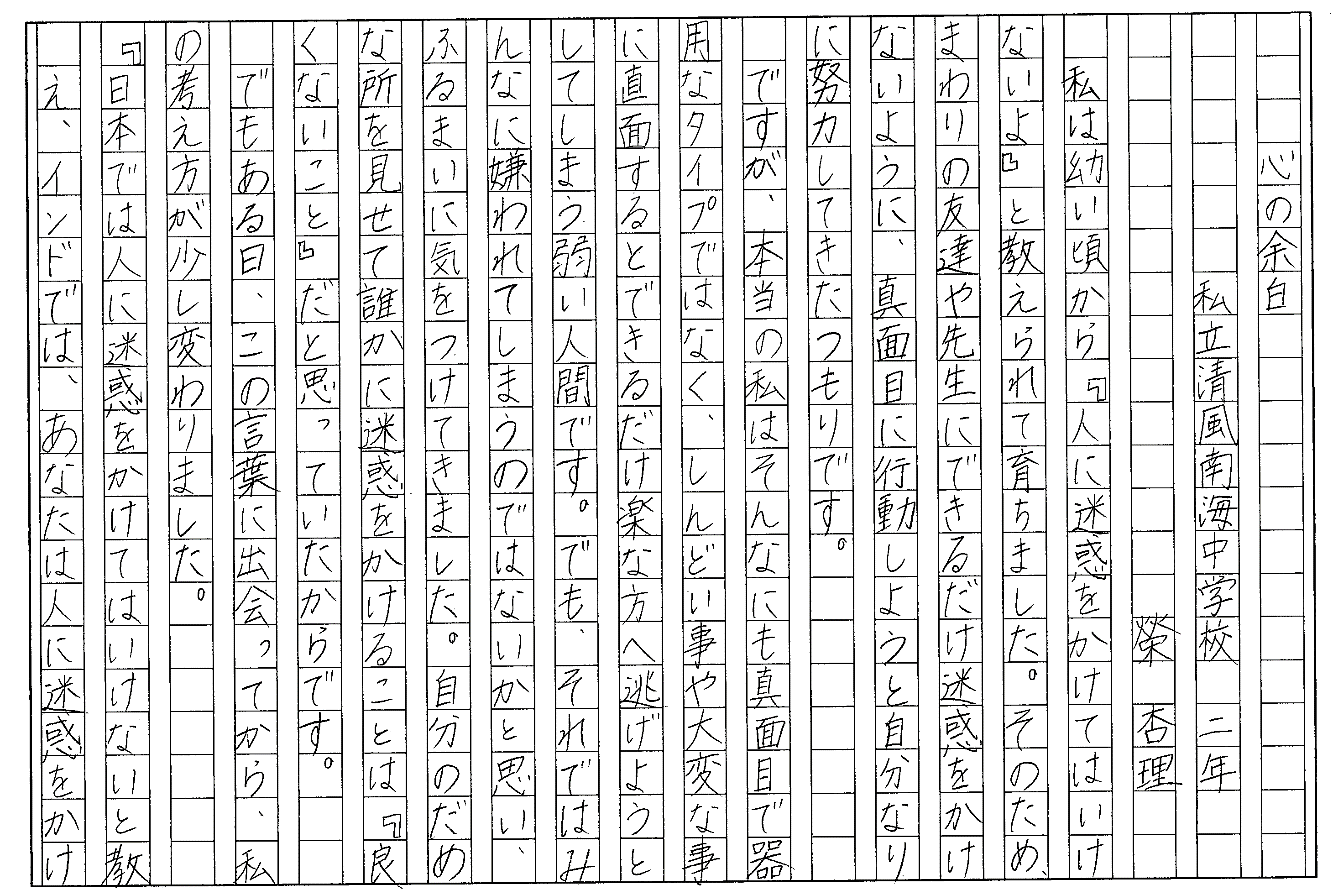 心の余白
私立清風南海中学校 二年
榮 杏理
私は幼い頃から『人に迷惑をかけてはいけ
ないよ』と教えられて育ちました。そのため、
まわりの友達や先生にできるだけ迷惑をかけ
ないように、真面目に行動しようと自分なり
に努力してきたつもりです。
ですが、本当の私はそんなにも真面目で器
用なタイプではなく、しんどい事や大変な事
に直面するとできるだけ楽な方へ逃げようと
してしまう弱い人間です。でも、それではみ
んなに嫌われてしまうのではないかと思い、
ふるまいに気をつけてきました。自分のだめ
な所を見せて誰かに迷惑をかけることは『良
くないこと』だと思っていたからです。
でもある日、この言葉に出会ってから、私
の考え方が少し変わりました。
『日本では人に迷惑をかけてはいけないと教
え、インドでは、あなたは人に迷惑をかけ